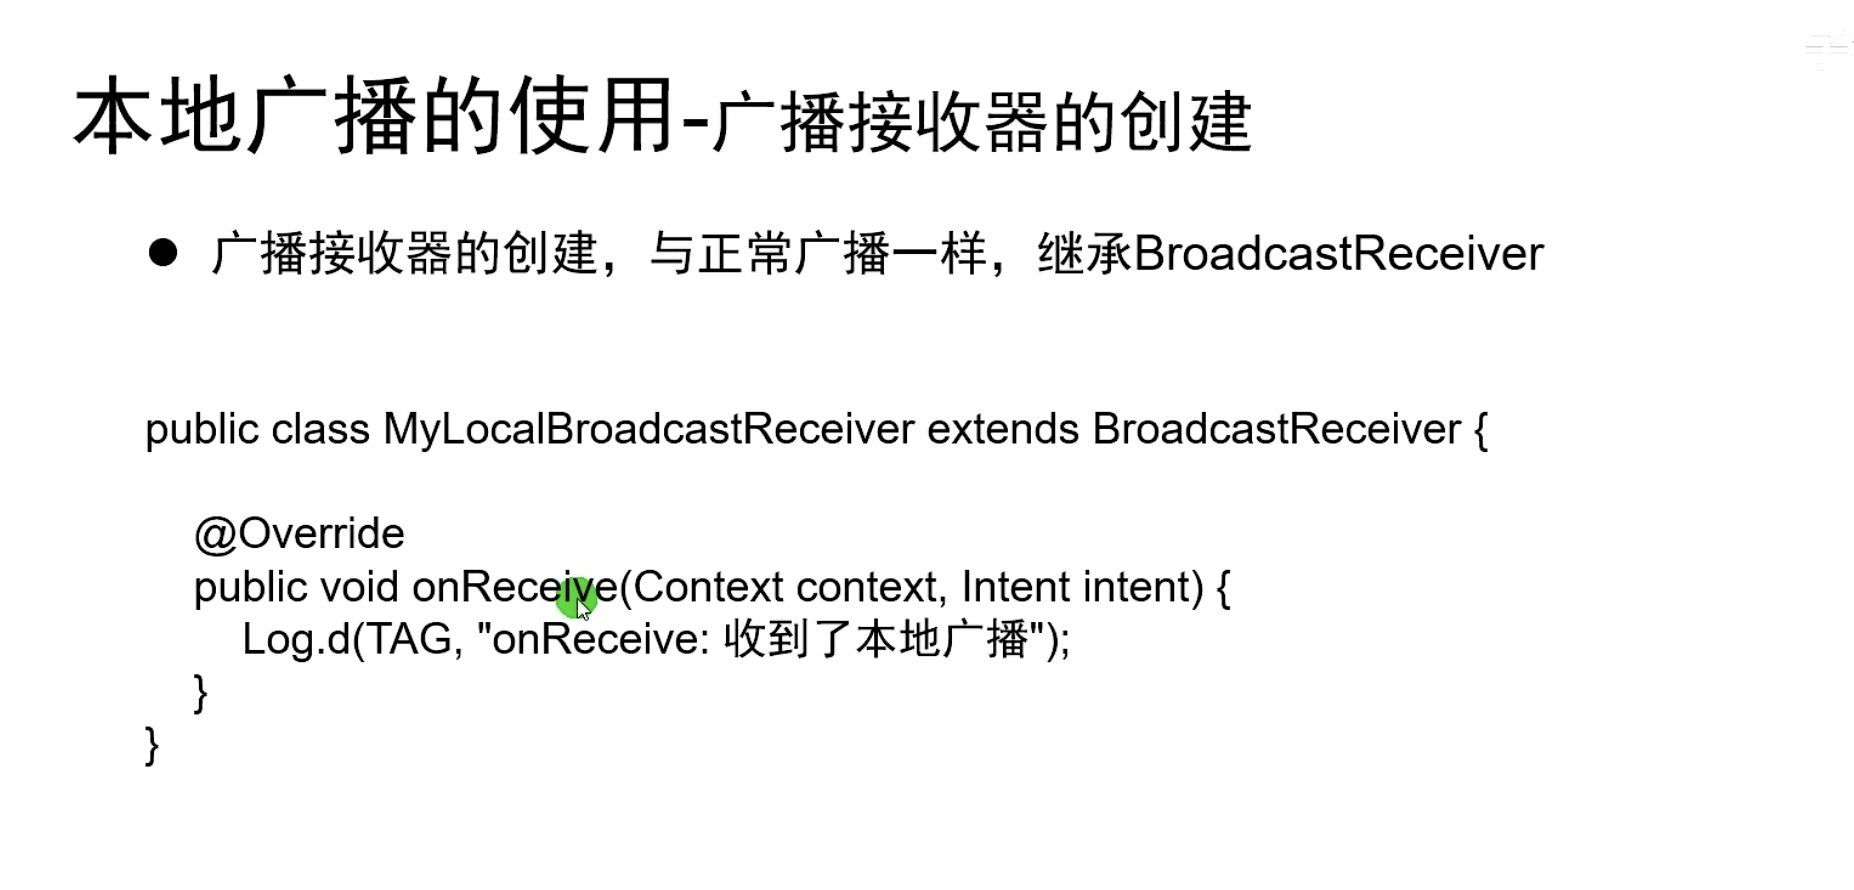 本地广播的使用-广播接收器的创建
● 广播接收器的创建，与正常广播一样，继承BroadcastReceiver
public class MyLocalBroadcastReceiver extends BroadcastReceiver {
@Override
public void onReceive(Context context, Intent intent) {
Log.d(TAG, "onReceive: 收到了本地广播");
}
}